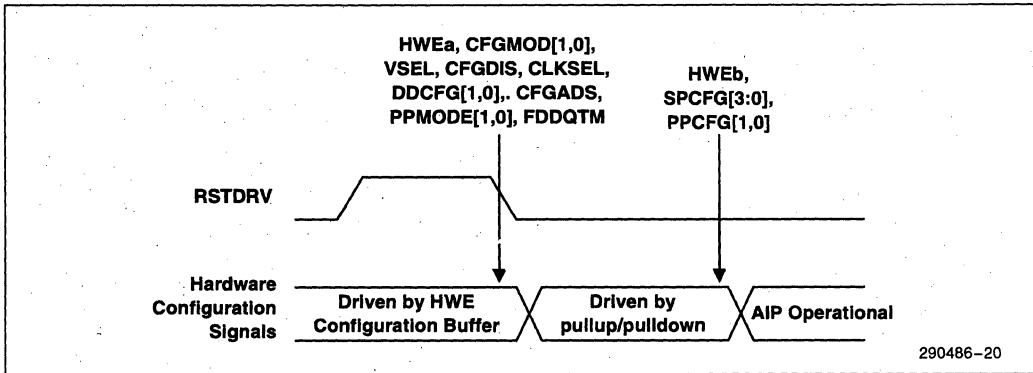 HWEa, CFGMOD[1,0],
VSEL, CFGDIS, CLKSEL,
DDCFG[1,0],. CFGADS,
PPMODE[1,0], FDDQTM
HWEb,
SPCFG[3:0],
PPCFG[1,0]
RSTDRV
Hardware
Configuration
Signals
Driven by HWE
Configuration Buffer
Driven by
pullup/pulldown
AIP Operational
290486-20